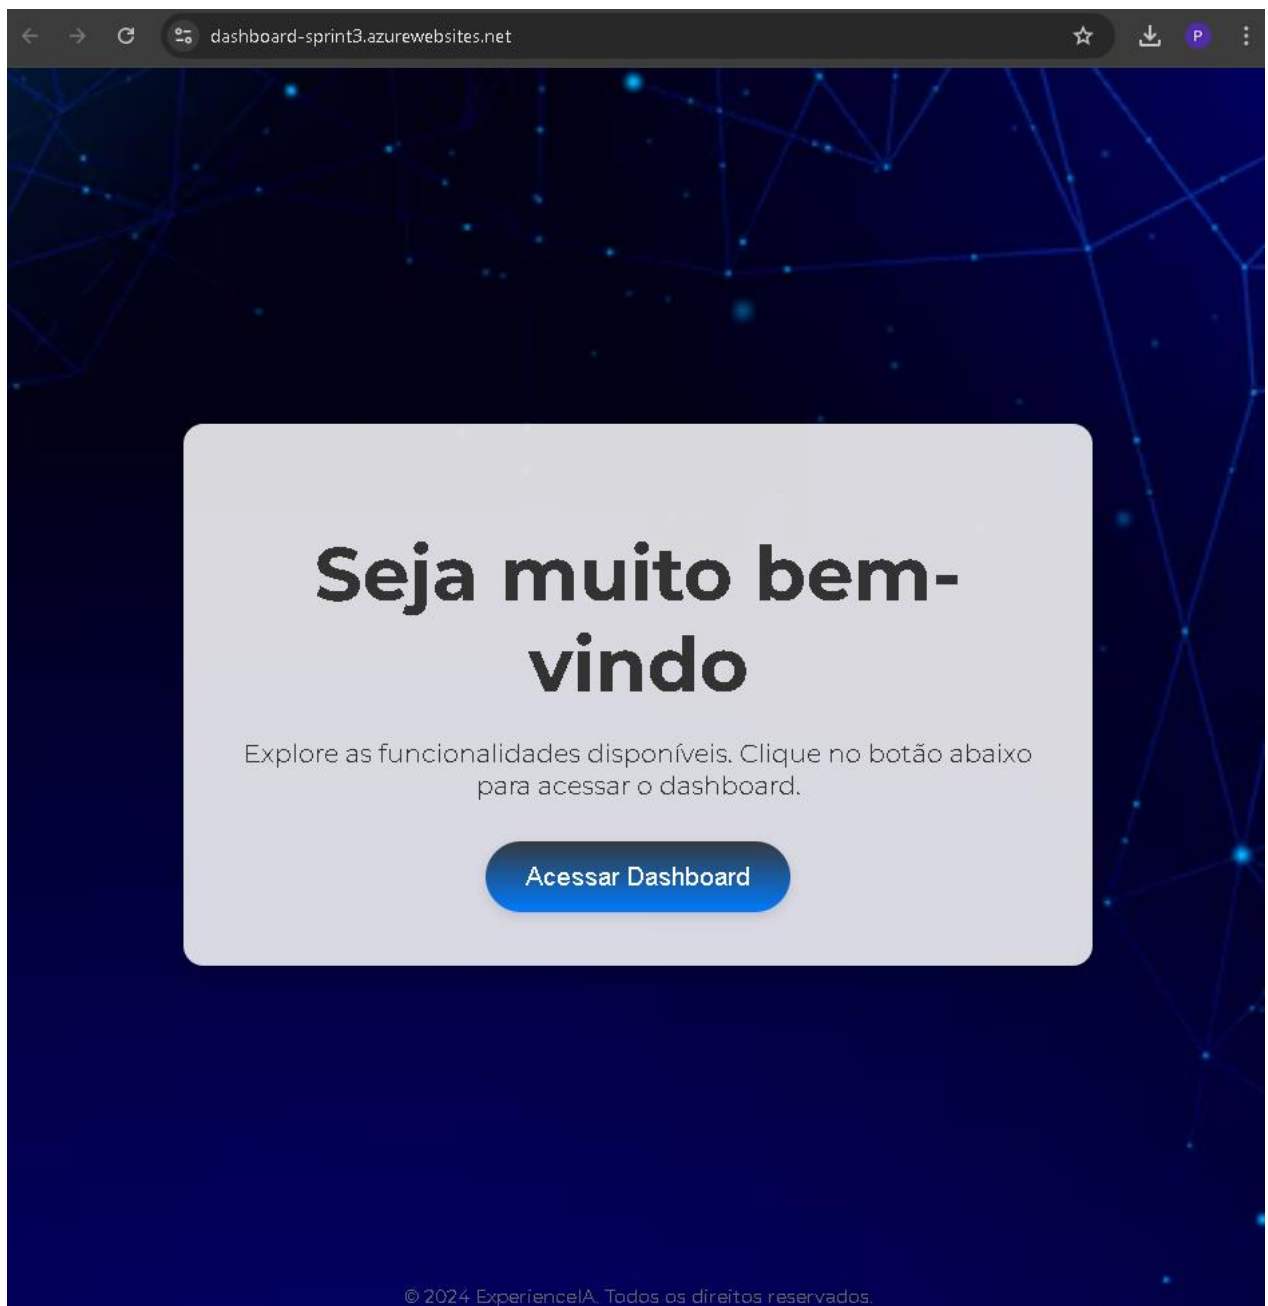 dashboard-sprint3.azurewebsites.net
P
Seja muito bem-
vindo
Explore as funcionalidades disponíveis. Clique no botão abaixo
para acessar o dashboard.
Acessar Dashboard
© 2024 ExperienceIA. Todos os direitos reservados.